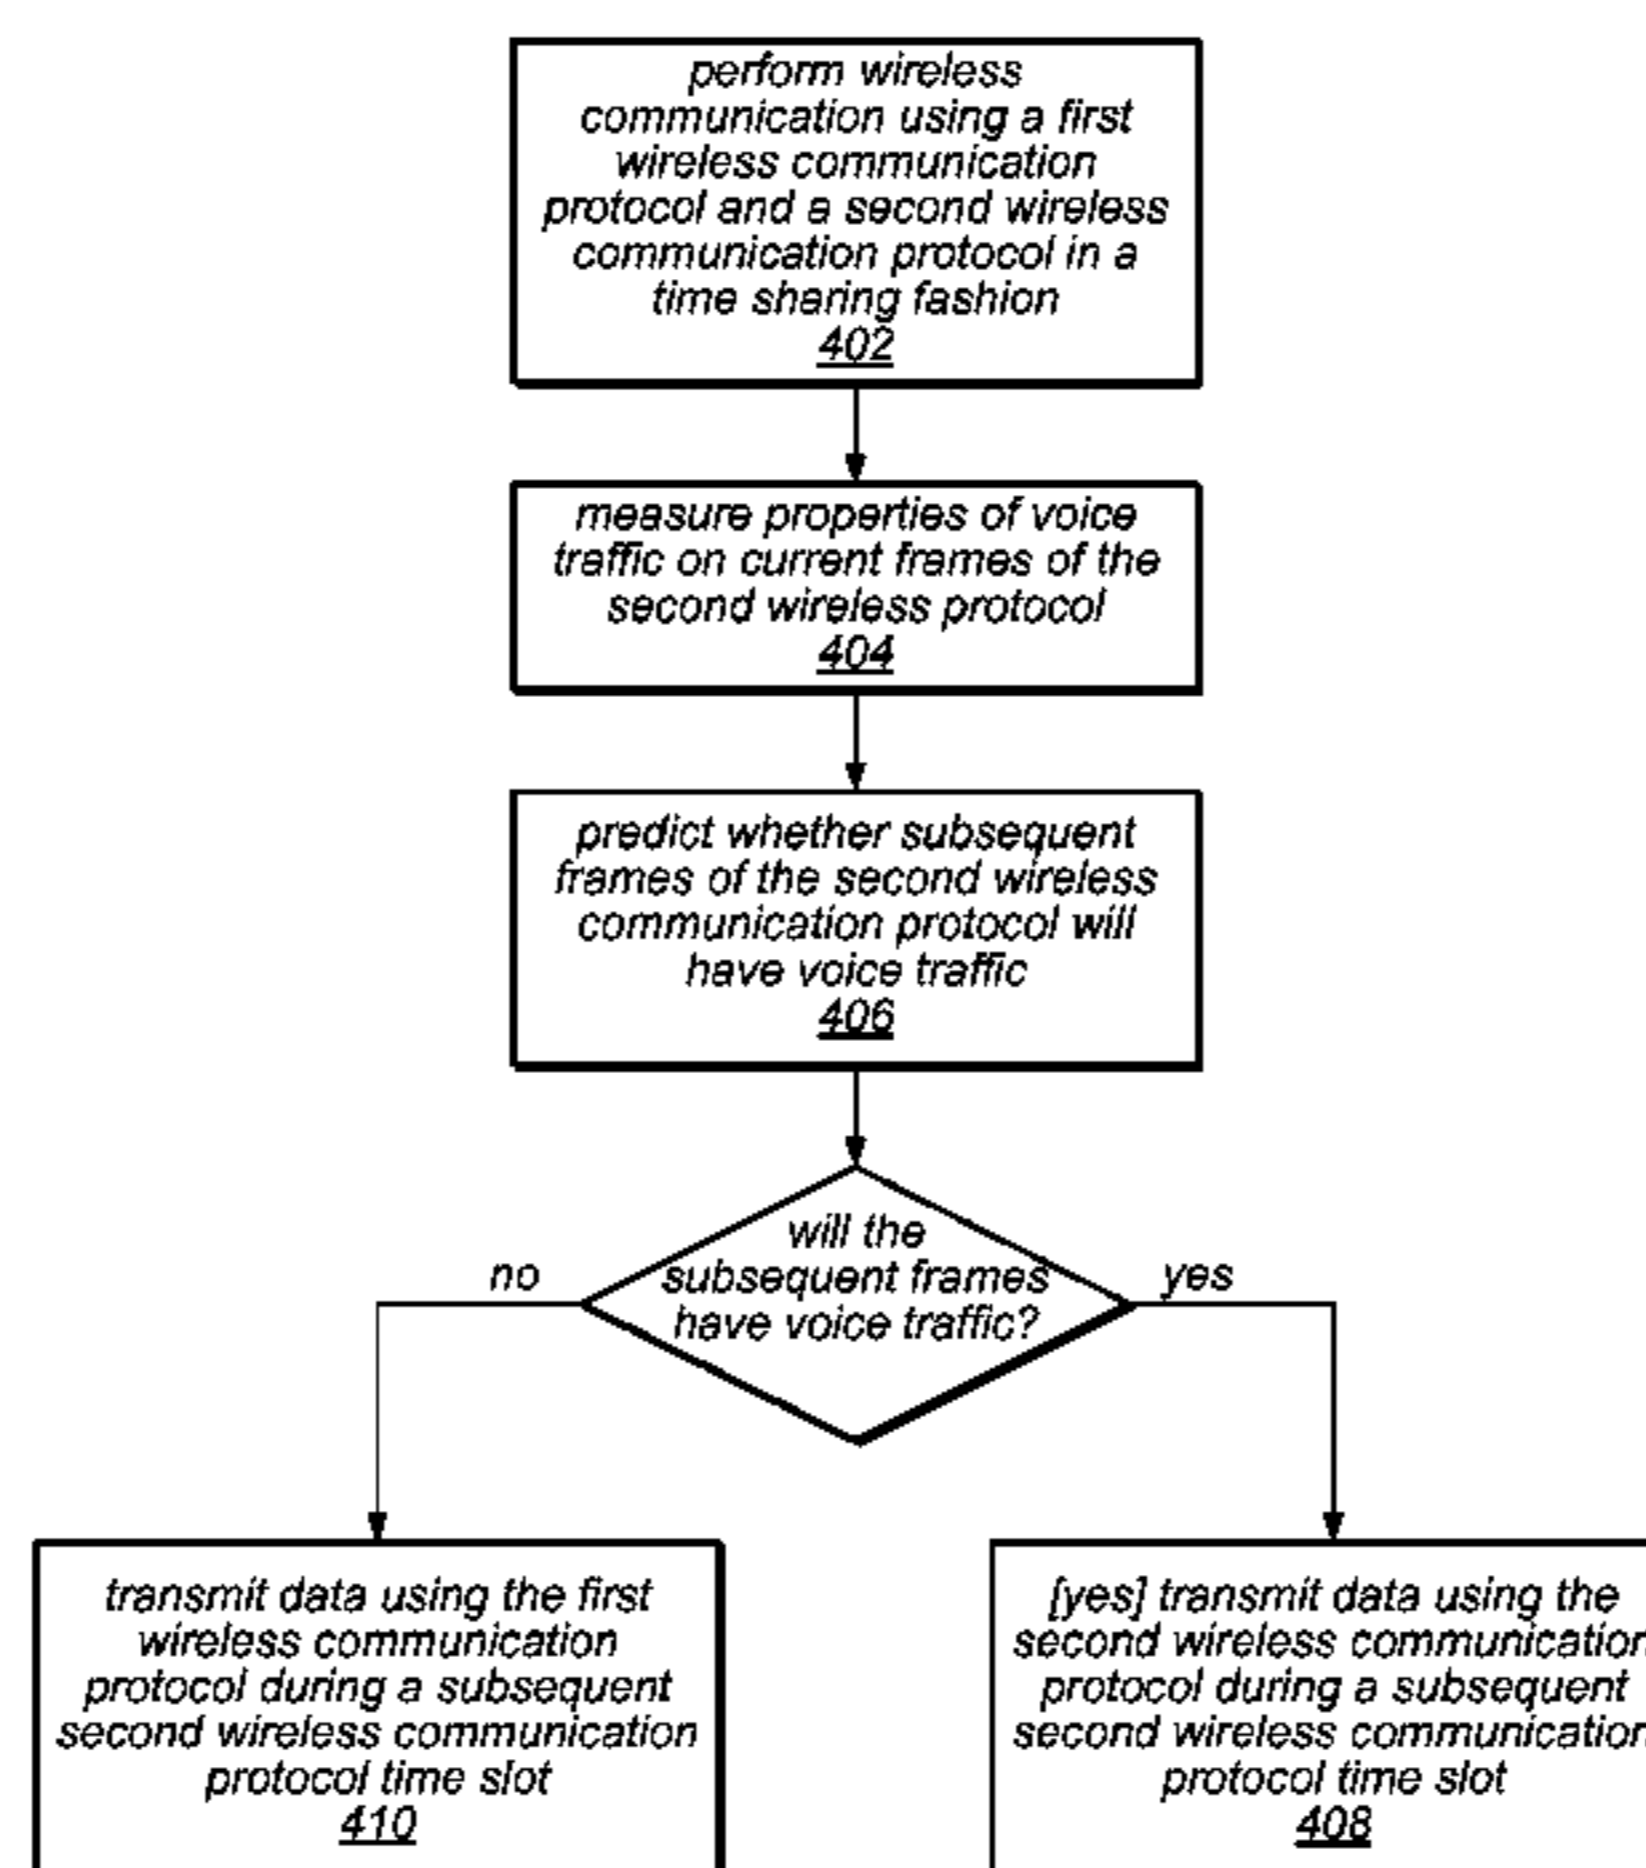 perform wireless
communication using a first
wireless communication
protocol and a second wireless
communication protocol in a
time sharing fashion
402
measure properties of voice
traffic on current frames of the
second wireless protocol
404
predict whether subsequent
frames of the second wireless
communication protocol will
have voice traffic
406
will the
subsequent frames
have voice traffic?
no
yes
transmit data using the first
wireless communication
protocol during a subsequent
second wireless communication
protocol time slot
410
[yes] transmit data using the
second wireless communication
protocol during a subsequent
second wireless communication
protocol time slot
408